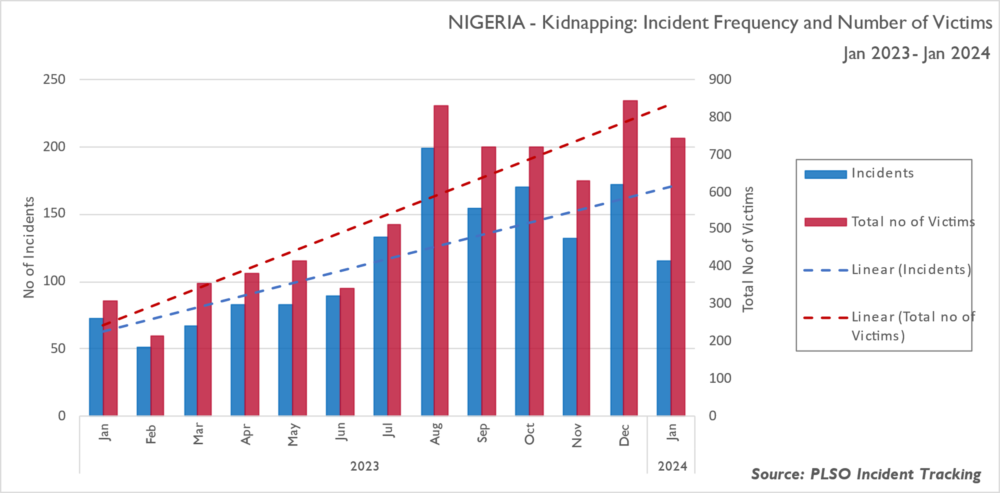 NIGERIA - Kidnapping: Incident Frequency and Number of Victims
Jan 2023- Jan 2024
250
200
150
100
50
0
No of Incidents
900
800
700
600
500
400
300
200
100
0
Total No of Victims
Jan
Feb
Mar
Apr
May
Jun
Jul
Aug
Sep
Oct
Nov
Dec
Jan
2023
2024
Incidents
Total no of Victims
Linear (Incidents)
Linear (Total no of
Victims)
Source: PLSO Incident Tracking